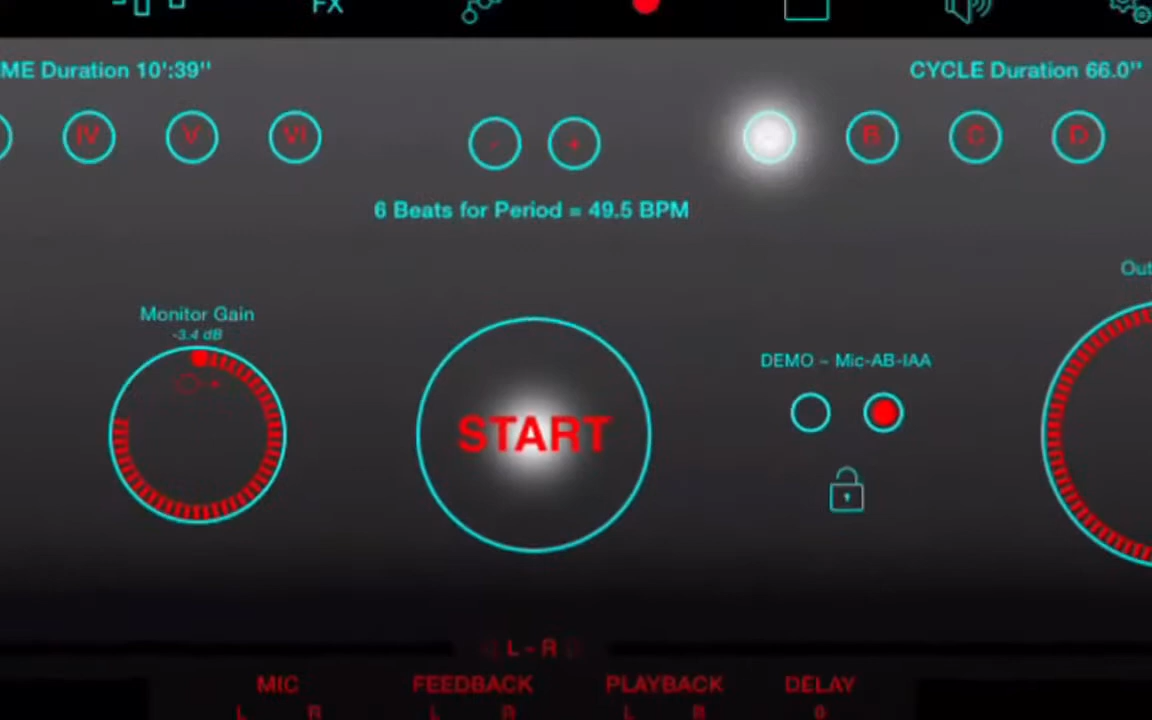 FX
ME Duration 10':39''
CYCLE Duration 66.0''
IV V VI - + B C D
6 Beats for Period = 49.5 BPM
Out
Monitor Gain
-3.4 dB
DEMO - Mic-AB-IAA
START
L - R
MIC FEEDBACK PLAYBACK DELAY
L R L R L R 0